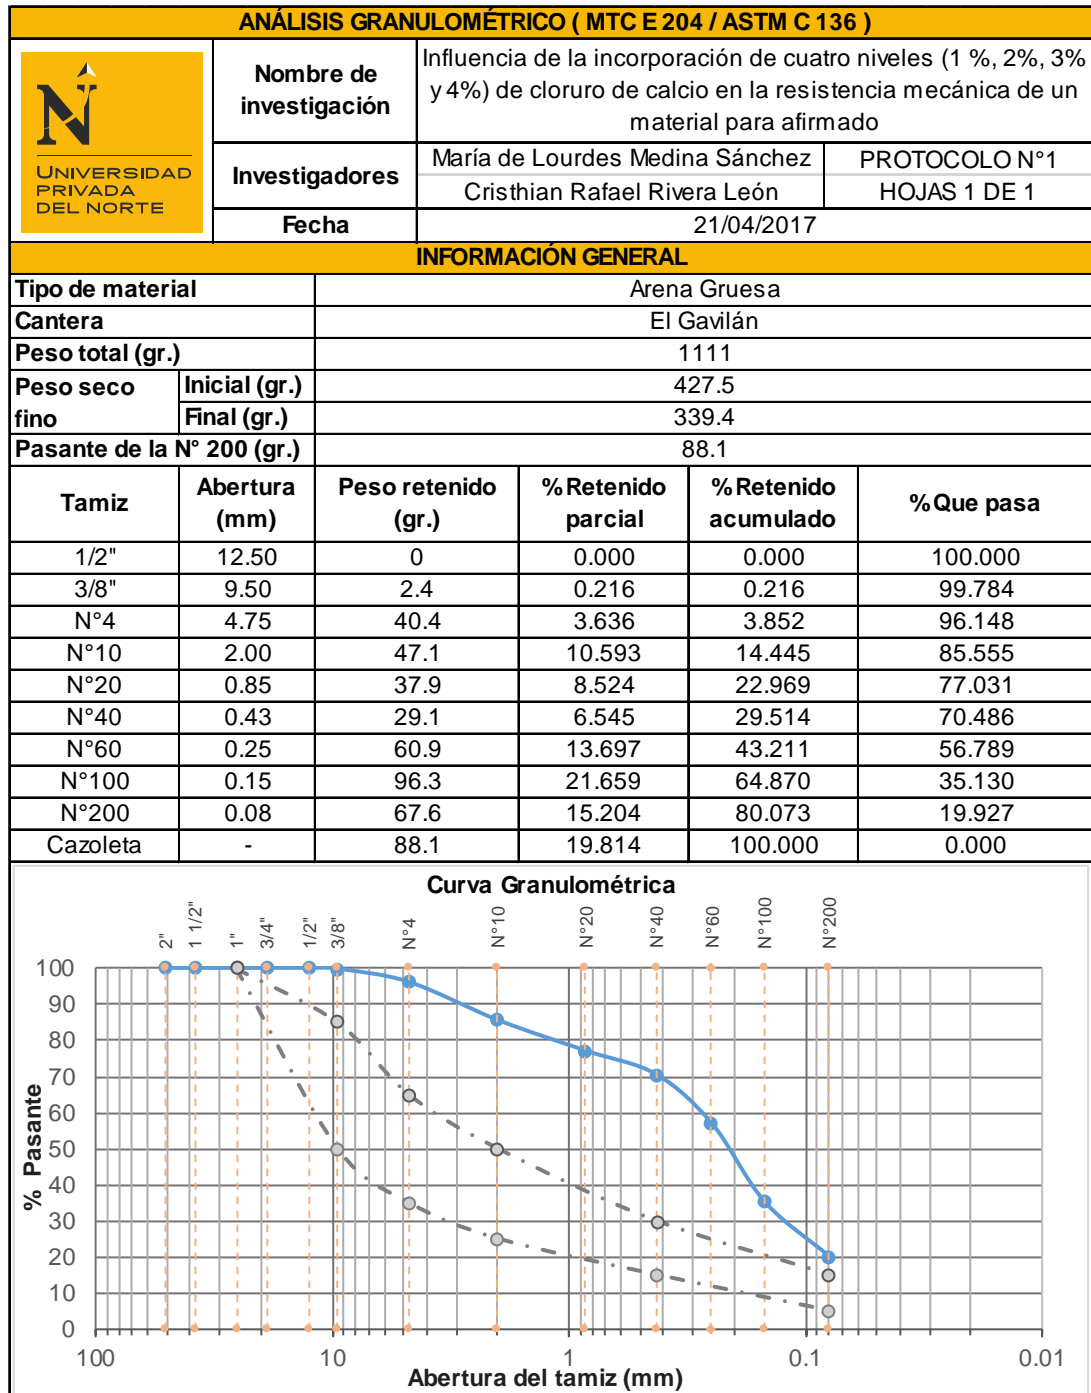 ANÁLISIS GRANULOMÉTRICO ( MTC E 204 / ASTM C 136 )
N
UNIVERSIDAD
PRIVADA
DEL NORTE
Nombre de
investigación
Influencia de la incorporación de cuatro niveles (1 %, 2%, 3%
y 4%) de cloruro de calcio en la resistencia mecánica de un
material para afirmado
Investigadores
María de Lourdes Medina Sánchez PROTOCOLO N°1
Cristhian Rafael Rivera León HOJAS 1 DE 1
Fecha 21/04/2017
INFORMACIÓN GENERAL
Tipo de material Arena Gruesa
Cantera El Gavilán
Peso total (gr.) 1111
Peso seco
fino
Inicial (gr.) 427.5
Final (gr.) 339.4
Pasante de la N° 200 (gr.) 88.1
Tamiz Abertura (mm) Peso retenido (gr.) %Retenido parcial %Retenido acumulado %Que pasa
1/2" 12.50 0 0.000 0.000 100.000
3/8" 9.50 2.4 0.216 0.216 99.784
N°4 4.75 40.4 3.636 3.852 96.148
N°10 2.00 47.1 10.593 14.445 85.555
N°20 0.85 37.9 8.524 22.969 77.031
N°40 0.43 29.1 6.545 29.514 70.486
N°60 0.25 60.9 13.697 43.211 56.789
N°100 0.15 96.3 21.659 64.870 35.130
N°200 0.08 67.6 15.204 80.073 19.927
Cazoleta - 88.1 19.814 100.000 0.000
Curva Granulométrica
2" 1 1/2" 1" 3/4" 1/2" 3/8" N°4 N°10 N°20 N°40 N°60 N°100 N°200
100
90
80
70
60
50
40
30
20
10
0
% Pasante
100 10 1 0.1 0.01
Abertura del tamiz (mm)